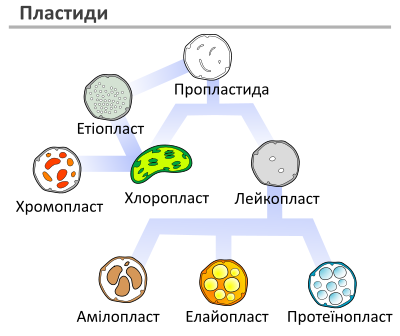 Пластиди
Пропластида
Етіопласт
Хромопласт
Хлоропласт
Лейкопласт
Амілопласт
Елайопласт
Протеїнопласт